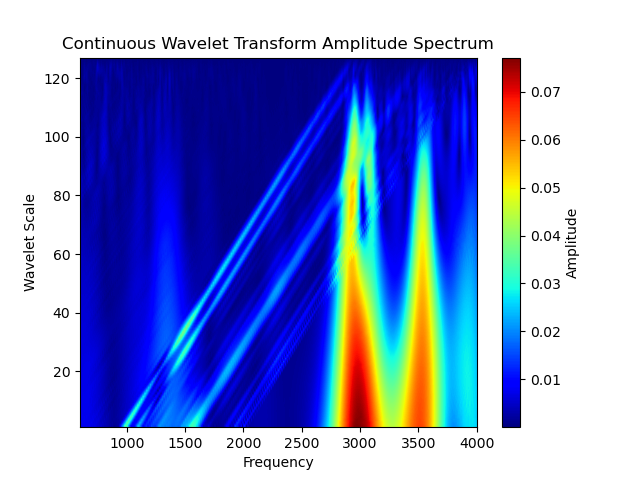 Continuous Wavelet Transform Amplitude Spectrum
120
100
80
60
40
20
Wavelet Scale
1000 1500 2000 2500 3000 3500 4000
Frequency
0.07
0.06
0.05
0.04
0.03
0.02
0.01
Amplitude